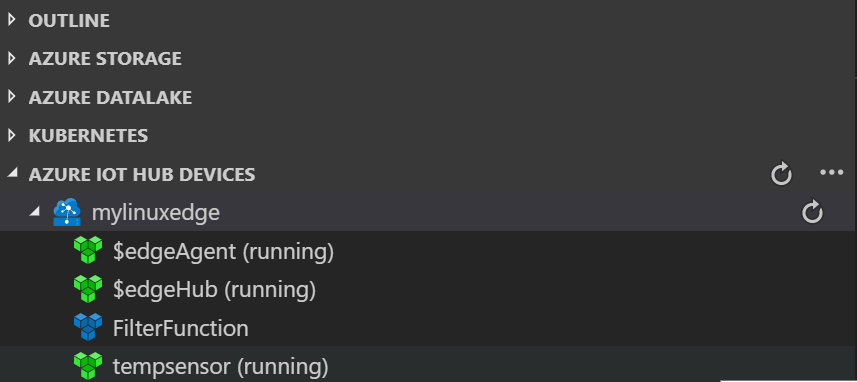 OUTLINE
AZURE STORAGE
AZURE DATALAKE
KUBERNETES
AZURE IOT HUB DEVICES
mylinuxedge
$edgeAgent (running)
$edgeHub (running)
FilterFunction
tempsensor (running)